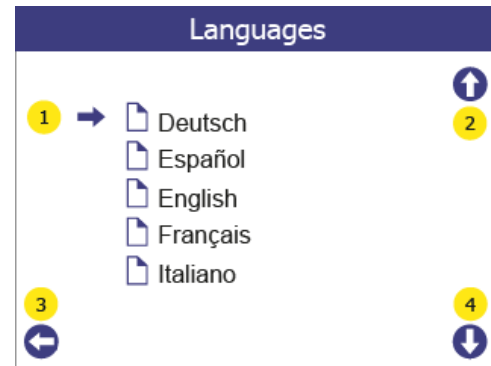 Languages
1 Deutsch
2
Español
English
Français
Italiano
3 4